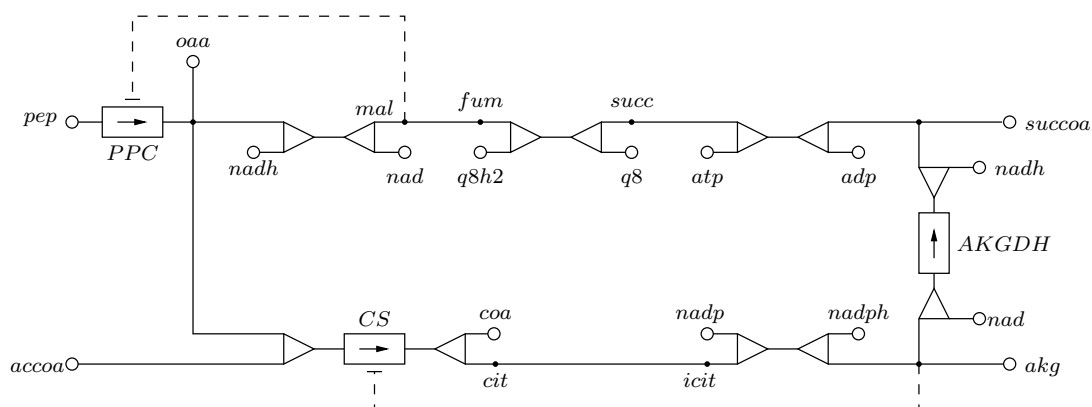 oaa
pep
PPC
mal
fum
succ
succoa
nadh
nad
q8h2
q8
atp
adp
nadh
AKGDH
CS
coa
nadp
nadph
nad
accoa
cit
icit
akg